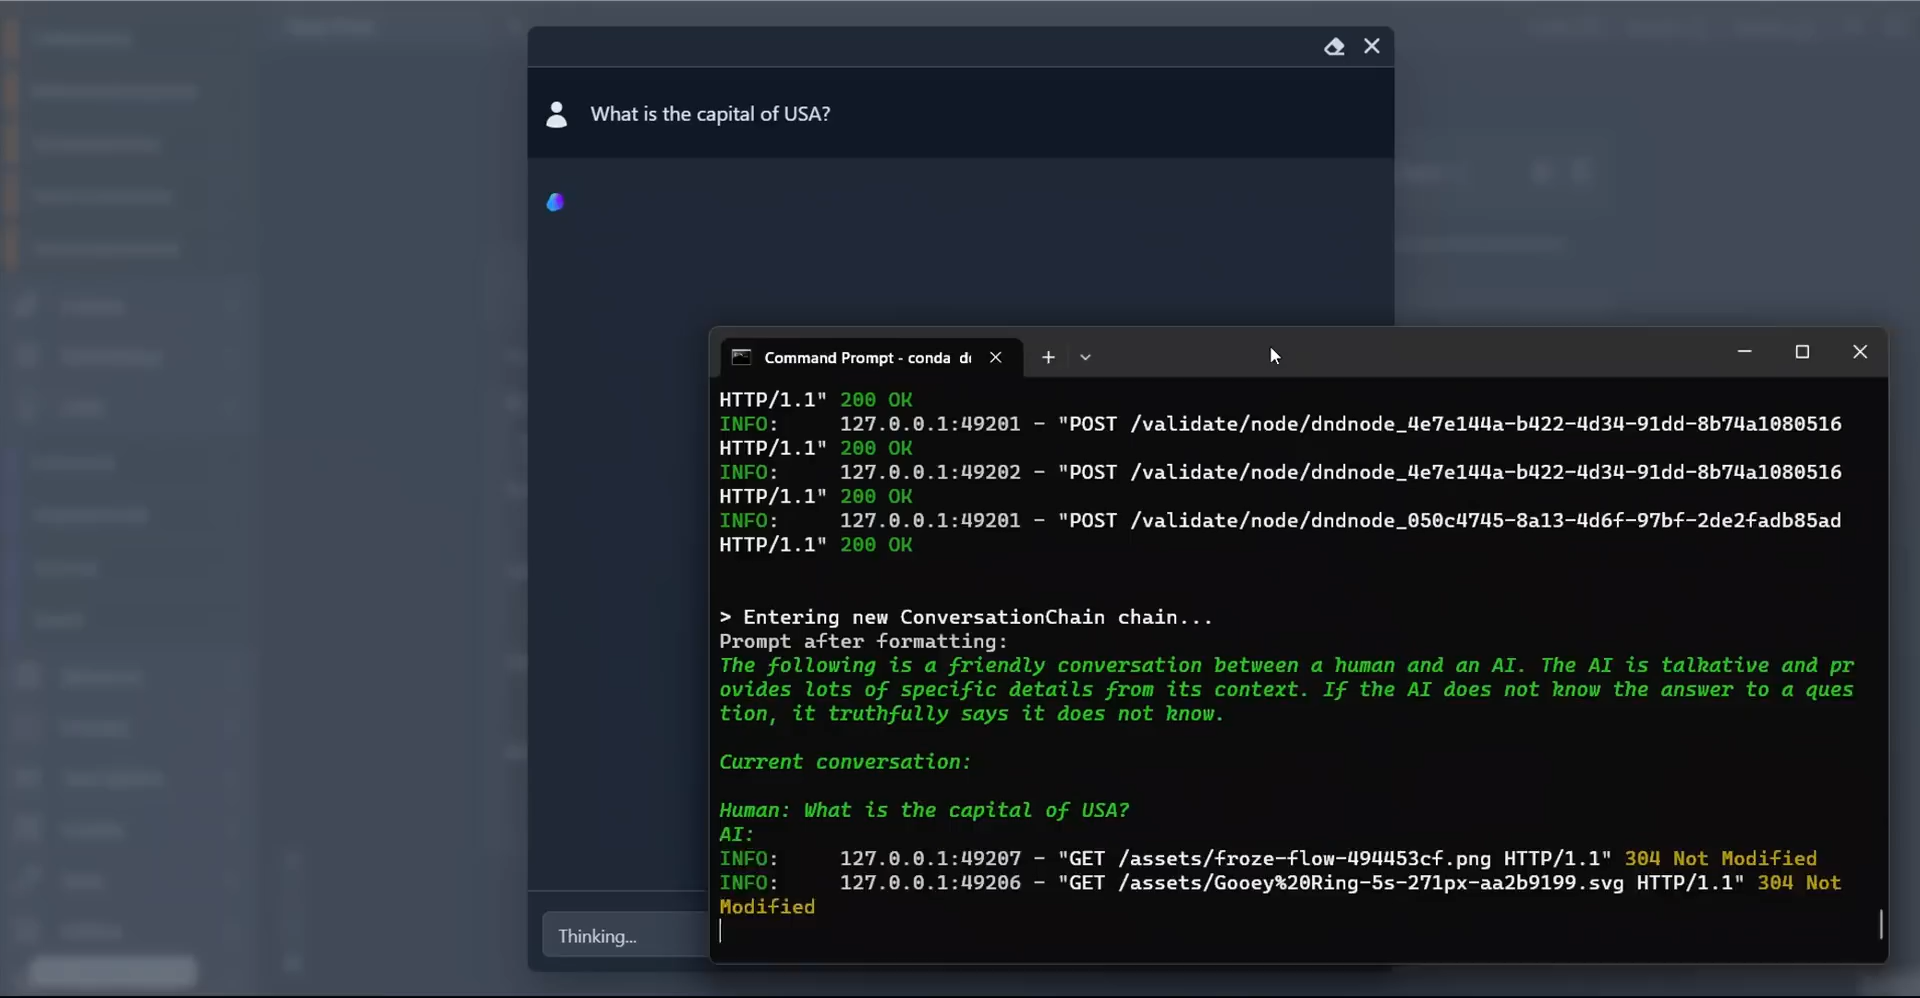 What is the capital of USA?
Command Prompt - conda
HTTP/1.1" 200 OK
INFO: 127.0.0.1:49201 - "POST /validate/node/dndnode_4e7e144a-b422-4d34-91dd-8b74a1080516
HTTP/1.1" 200 OK
INFO: 127.0.0.1:49202 - "POST /validate/node/dndnode_4e7e144a-b422-4d34-91dd-8b74a1080516
HTTP/1.1" 200 OK
INFO: 127.0.0.1:49201 - "POST /validate/node/dndnode_050c4745-8a13-4d6f-97bf-2de2fadb85ad
HTTP/1.1" 200 OK
> Entering new ConversationChain chain...
Prompt after formatting:
The following is a friendly conversation between a human and an AI. The AI is talkative and pr
ovides lots of specific details from its context. If the AI does not know the answer to a ques
tion, it truthfully says it does not know.
Current conversation:
Human: What is the capital of USA?
AI:
INFO: 127.0.0.1:49207 - "GET /assets/froze-flow-494453cf.png HTTP/1.1" 304 Not Modified
INFO: 127.0.0.1:49206 - "GET /assets/Gooey%20Ring-5s-271px-aa2b9199.svg HTTP/1.1" 304 Not
Modified
Thinking...